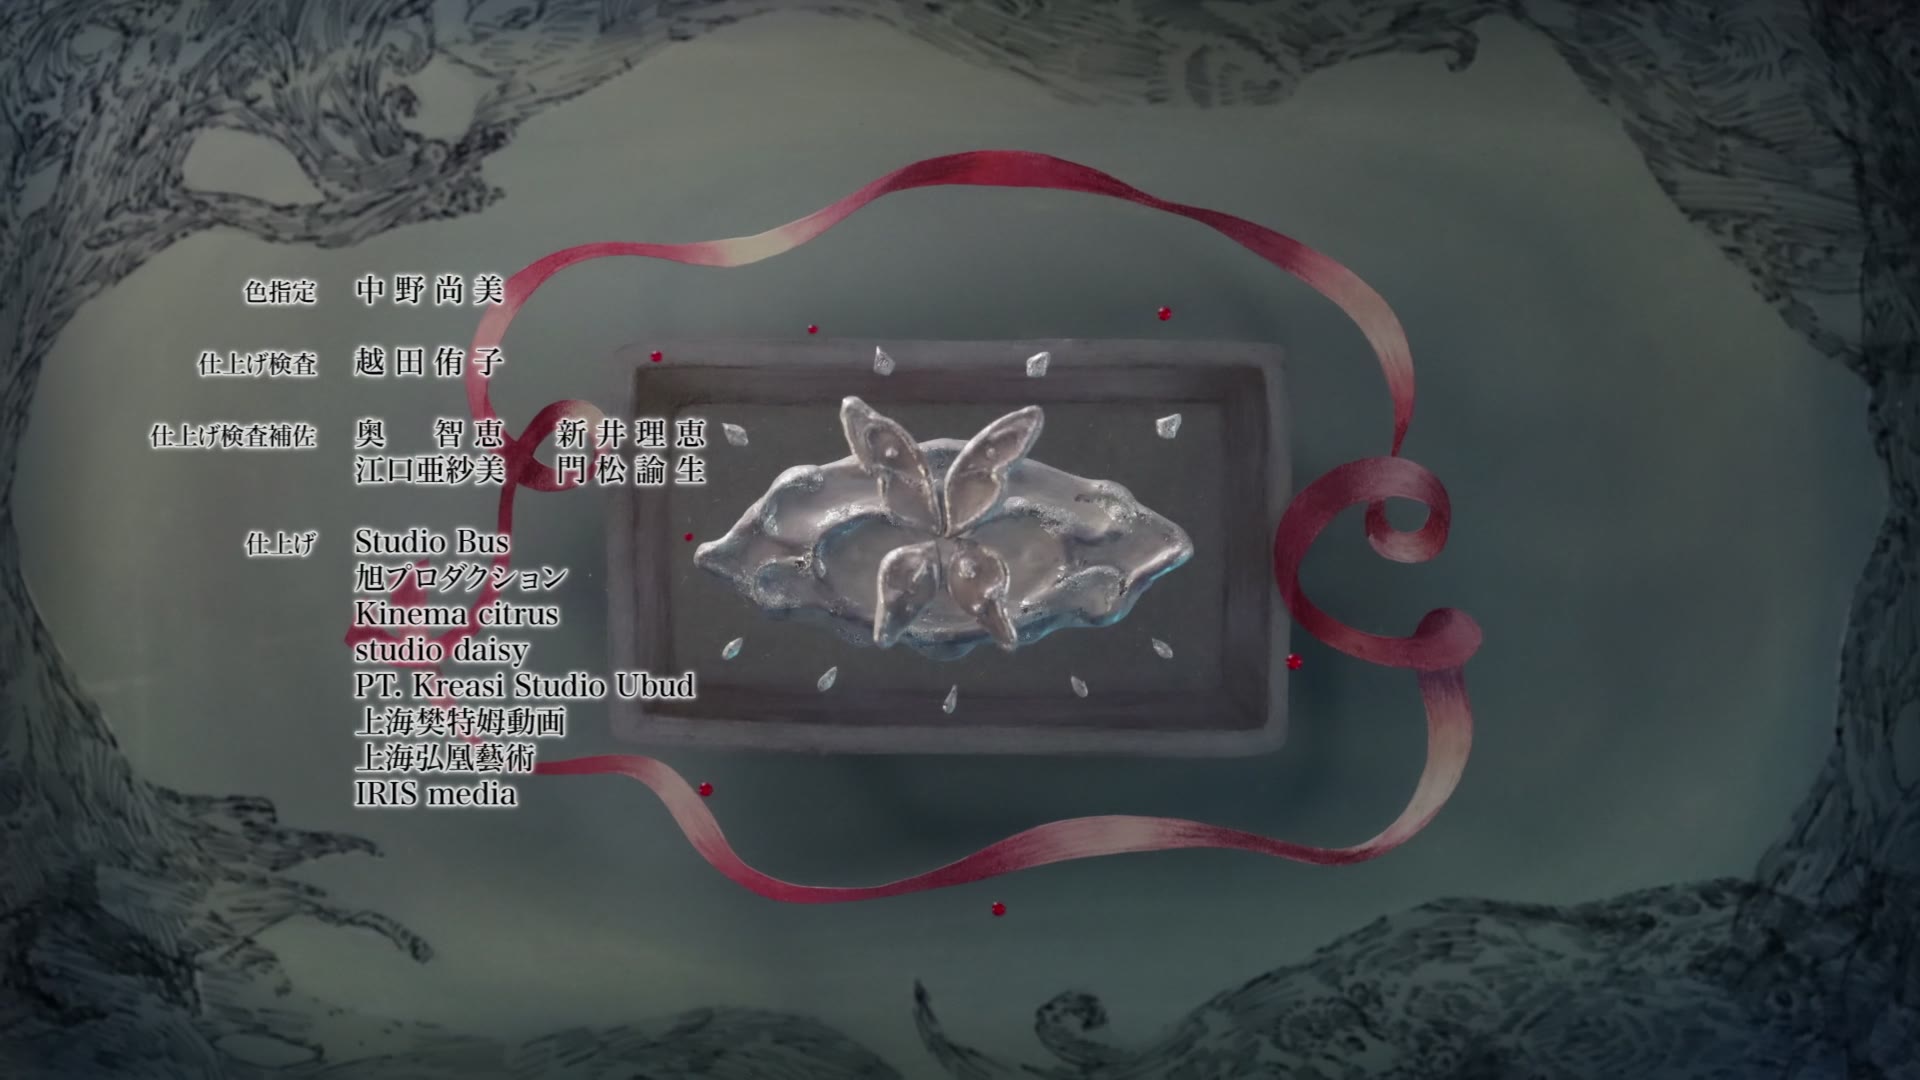 色指定 中野尚美
仕上げ検査 越田侑子
仕上げ検査補佐 奥智恵 新井理恵
江口亜紗美 門松諭生
仕上げ Studio Bus
旭プロダクション
Kinema citrus
studio daisy
PT. Kreasi Studio Ubud
上海樊特姆動画
上海弘凰藝術
IRIS media